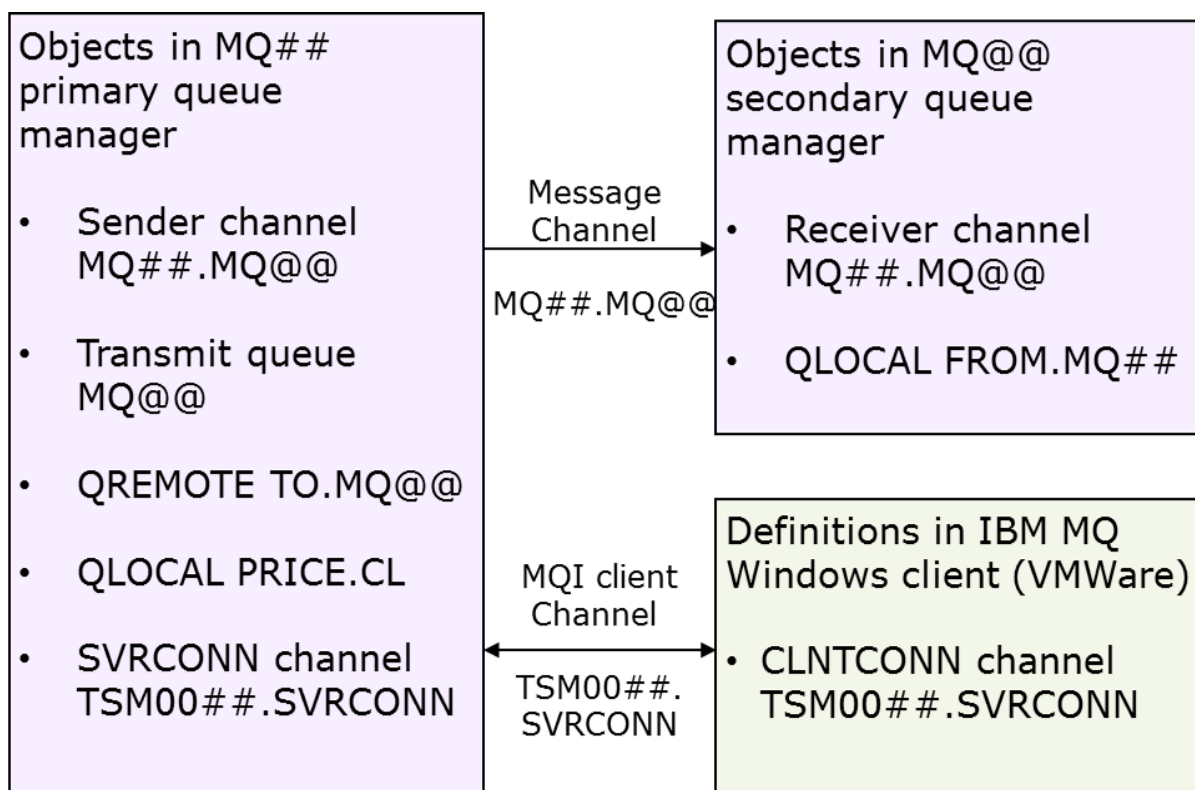 Objects in MQ##
primary queue
manager
• Sender channel
MQ##.MQ@@
• Transmit queue
MQ@@
• QREMOTE TO.MQ@@
• QLOCAL PRICE.CL
• SVRCONN channel
TSM00##.SVRCONN
Message
Channel
MQ##.MQ@@
MQI client
Channel
TSM00##.
SVRCONN
Objects in MQ@@
secondary queue
manager
• Receiver channel
MQ##.MQ@@
• QLOCAL FROM.MQ##
Definitions in IBM MQ
Windows client (VMWare)
• CLNTCONN channel
TSM00##.SVRCONN